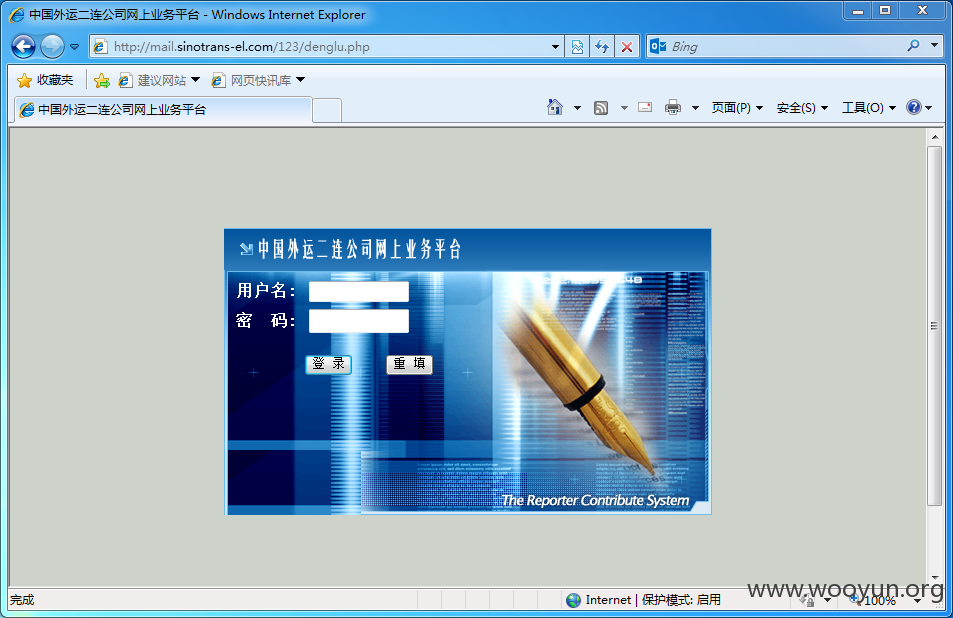 中国外运二连公司网上业务平台 - Windows Internet Explorer
http://mail.sinotrans-el.com/123/denglu.php
Bing
收藏夹 建议网站 网页快讯库
中国外运二连公司网上业务平台
页面(P) 安全(S) 工具(O)
中国外运二连公司网上业务平台
用户名：
密 码：
登 录 重 填
The Reporter Contribute System
www.wooyun.org
完成 Internet | 保护模式: 启用 100%